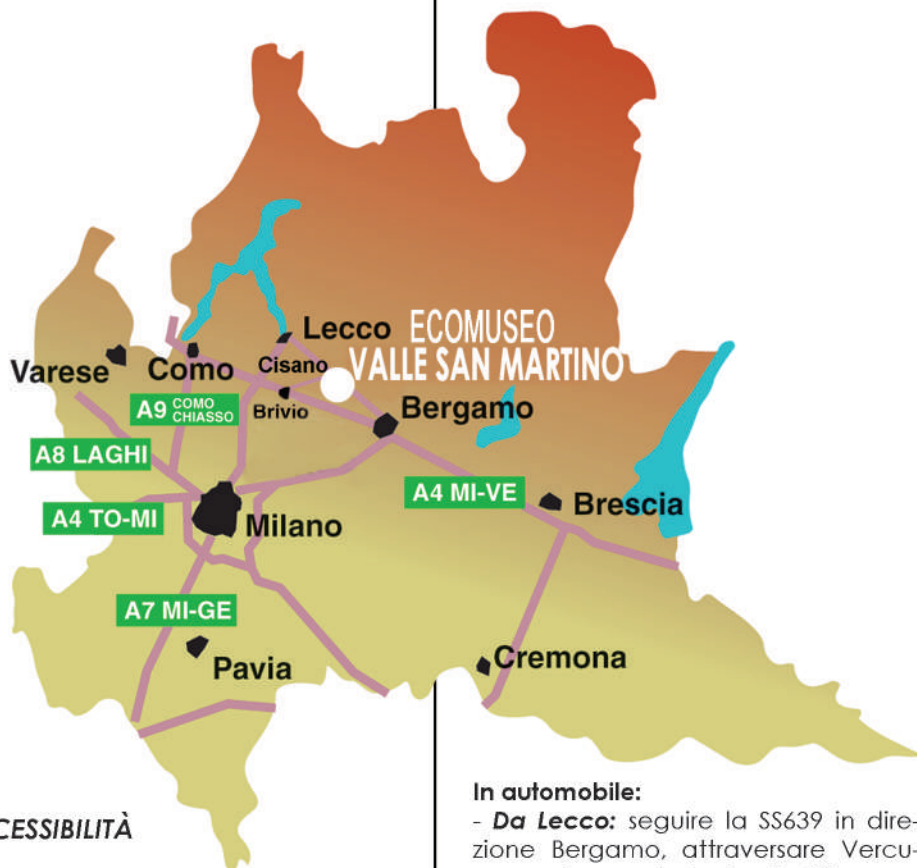 Lecco
ECOMUSEO
VALLE SAN MARTINO
Cisano
Varese
Como
Brivio
A9 COMO
CHIASSO
Bergamo
A8 LAGHI
A4 MI-VE
Brescia
A4 TO-MI
Milano
A7 MI-GE
Pavia
Cremona
CESSIBILITÀ
In automobile:
- Da Lecco: seguire la SS639 in dire-
zione Bergamo, attraversare Vercu-